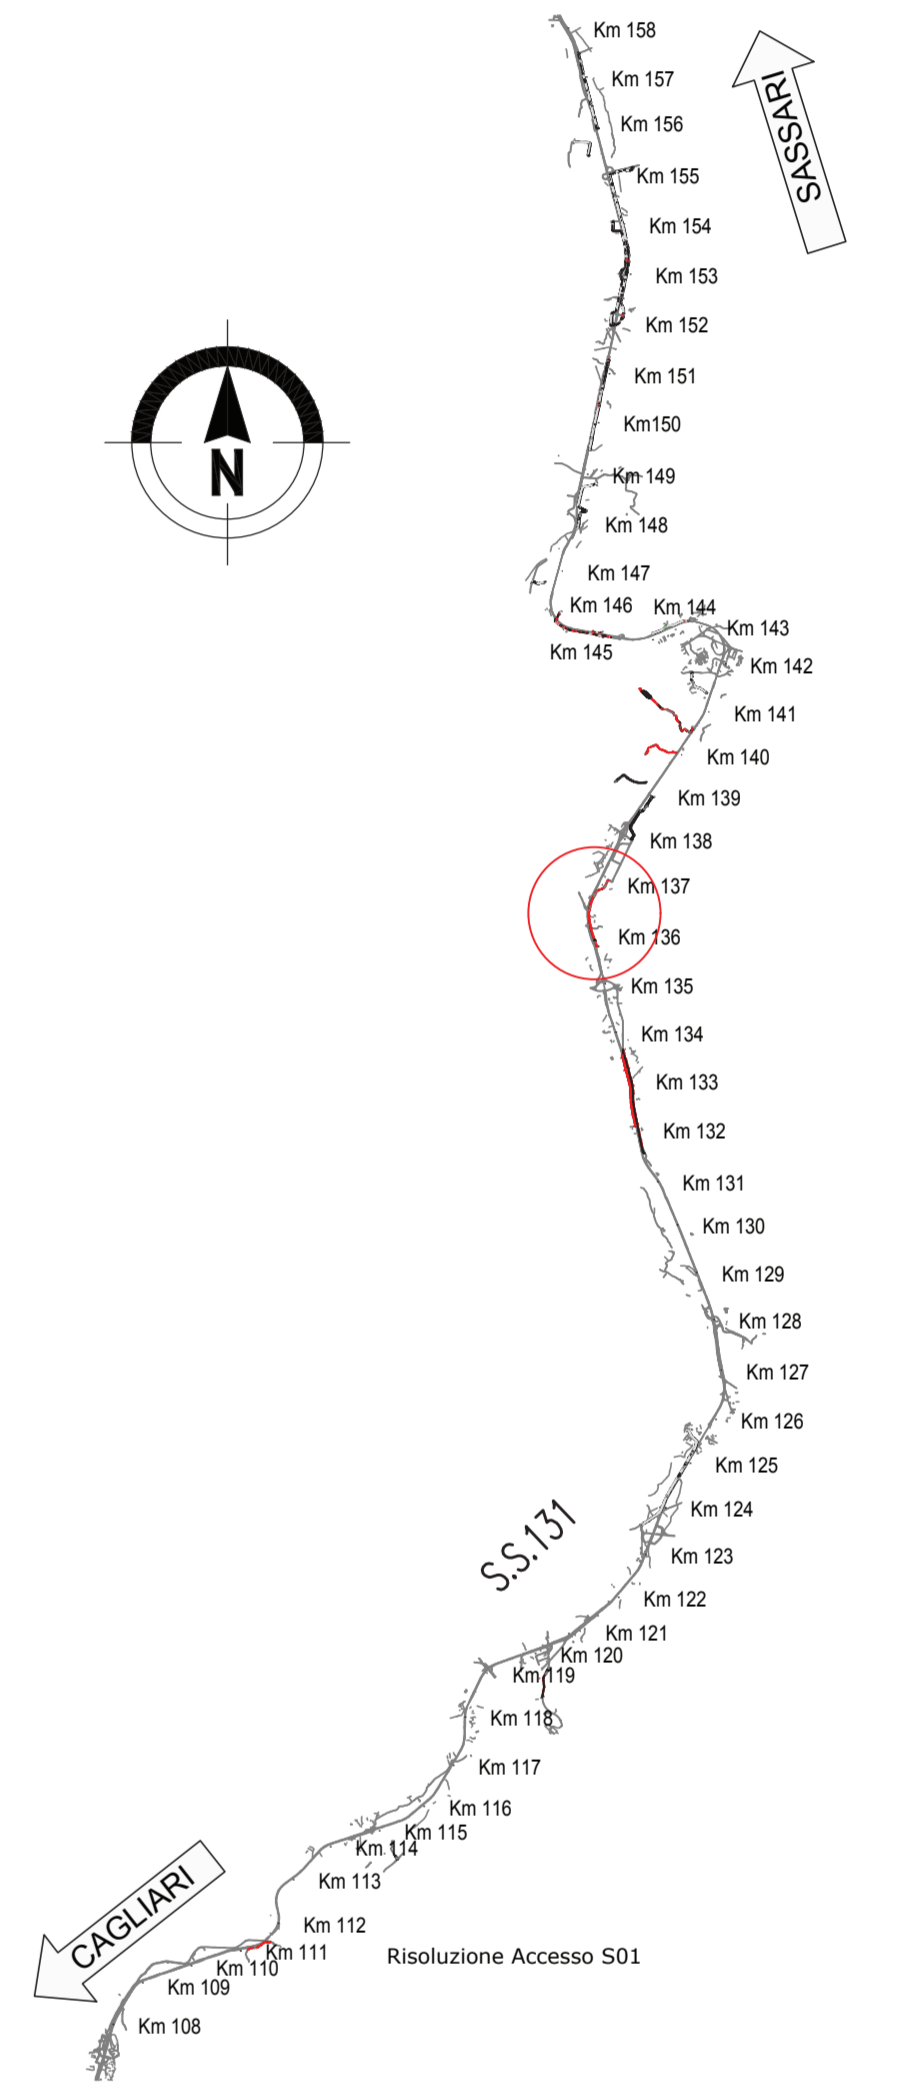 Km 158
Km 157
Km 156
Km 155
Km 154
Km 153
Km 152
Km 151
Km150
Km 149
Km 148
Km 147
Km 146
Km 145
Km 144
Km 143
Km 142
Km 141
Km 140
Km 139
Km 138
Km 137
Km 136
Km 135
Km 134
Km 133
Km 132
Km 131
Km 130
Km 129
Km 128
Km 127
Km 126
Km 125
Km 124
Km 123
Km 122
Km 121
Km 120
Km 119
Km 118
Km 117
Km 116
Km 115
Km 114
Km 113
Km 112
Km 111
Km 110
Km 109
Km 108
SASSARI
N
S.S.131
CAGLIARI
Risoluzione Accesso S01